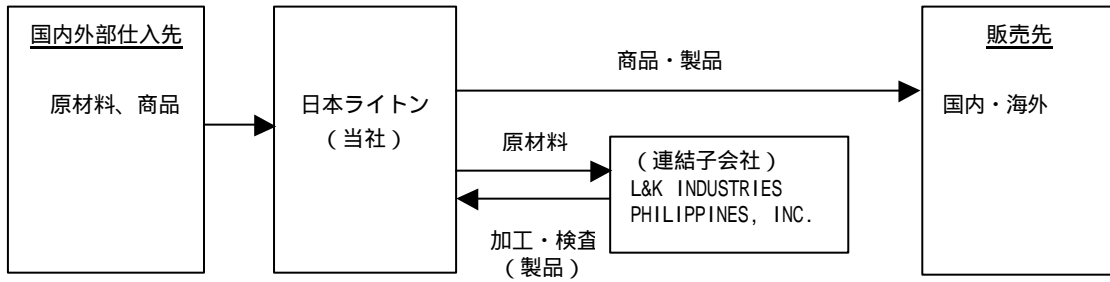 国内外部仕入先
原材料、商品
日本ライトン
(当社)
商品・製品
原材料
(連結子会社)
L&K INDUSTRIES
PHILIPPINES, INC.
加工・検査
(製品)
販売先
国内・海外